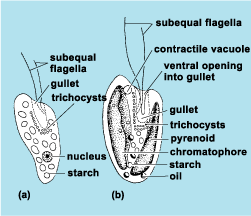 subequal
flagella
gullet
trichocysts
nucleus
starch
(a)
subequal flagella
contractile vacuole
ventral opening
into gullet
gullet
trichocysts
pyrenoid
chromatophore
starch
oil
(b)